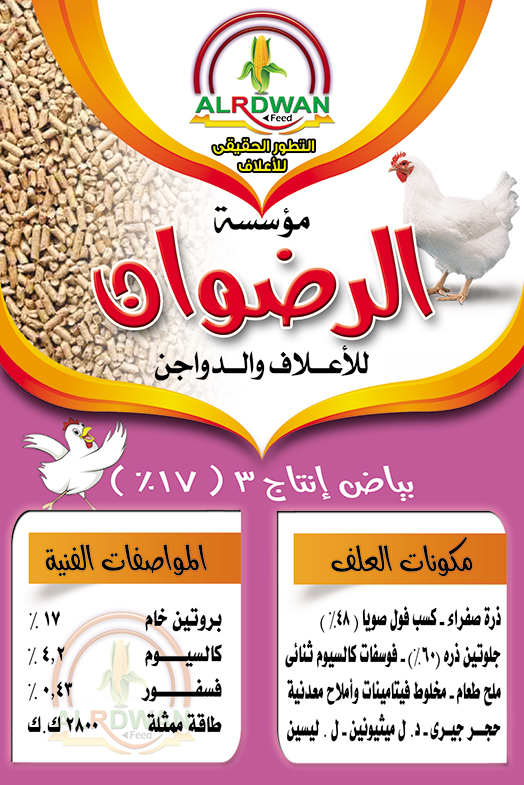 ALRDWAN
Feed
التطور الحقيقى
للأعلاف
مؤسسة
الرضوان
للأعلاف والدواجن
بياض إنتاج ٣ ( ١٧٪ )
المواصفات الفنية
بروتين خام ١٧ ٪
كالسيوم ٤,٢ ٪
فسفور ٠,٤٣ ٪
طاقة ممثلة ٢٨٠٠ ك.ك
ALRDWAN
Feed
مكونات العلف
ذرة صفراء - كسب فول صويا ( ٤٨٪ )
جلوتين ذره (٦٠٪) - فوسفات كالسيوم ثنائى
ملح طعام - مخلوط فيتامينات وأملاح معدنية
حجر جيرى - د. ل ميثيونين - ل . ليسين